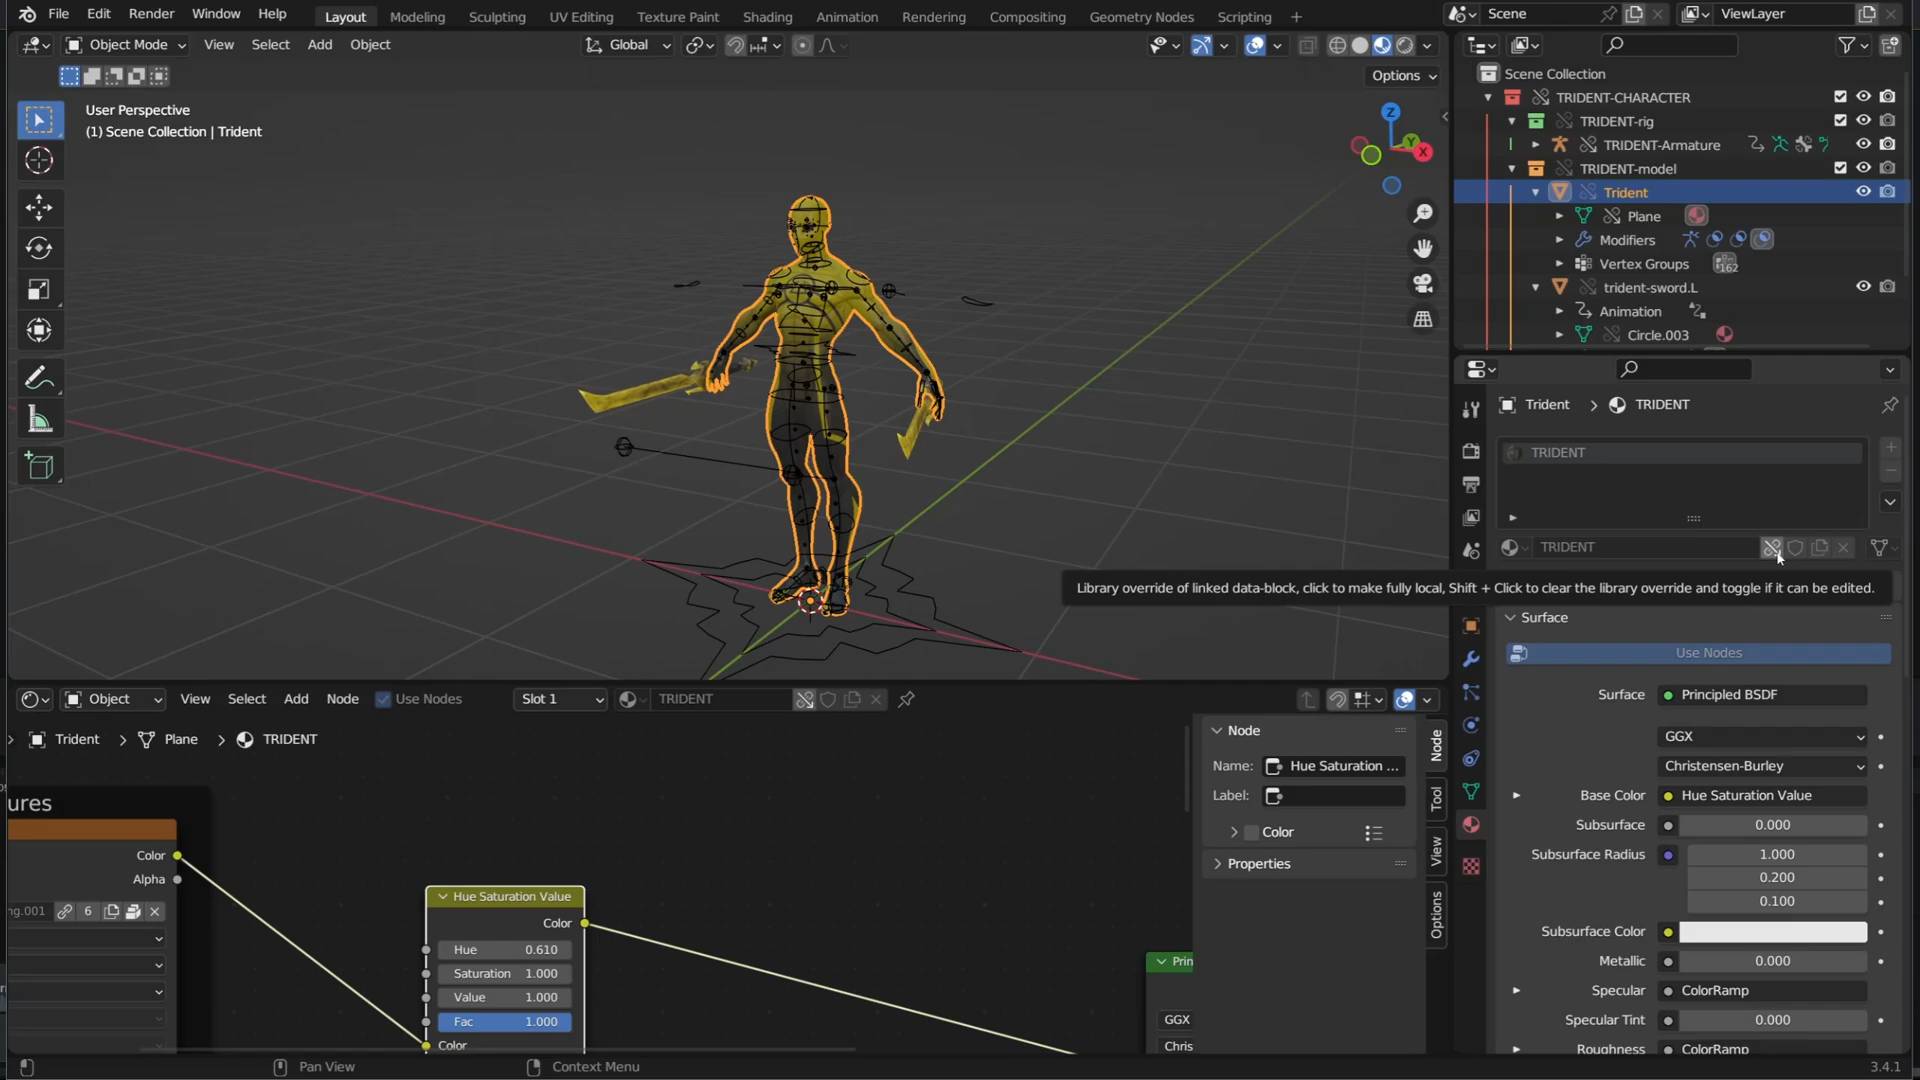 File Edit Render Window Help Layout Modeling Sculpting UV Editing Texture Paint Shading Animation Rendering Compositing Geometry Nodes Scripting + Scene ViewLayer
Object Mode View Select Add Object Global
Options
User Perspective
(1) Scene Collection | Trident
Z
Y
X
Scene Collection
TRIDENT-CHARACTER
TRIDENT-rig
TRIDENT-Armature
TRIDENT-model
Trident
Plane
Modifiers
Vertex Groups 162
trident-sword.L
Animation
Circle.003
Trident > TRIDENT
TRIDENT
TRIDENT
Library override of linked data-block, click to make fully local, Shift + Click to clear the library override and toggle if it can be edited.
Surface
Use Nodes
Surface Principled BSDF
GGX
Christensen-Burley
Base Color Hue Saturation Value
Subsurface 0.000
Subsurface Radius 1.000
0.200
0.100
Subsurface Color
Metallic 0.000
Specular ColorRamp
Specular Tint 0.000
Roughness ColorRamp
Object View Select Add Node Use Nodes Slot 1 TRIDENT
Trident > Plane > TRIDENT
ures
Color
Alpha
ng.001 6
Hue Saturation Value
Color
Hue 0.610
Saturation 1.000
Value 1.000
Fac 1.000
Color
Prin
GGX
Chris
Node
Name: Hue Saturation ...
Label:
Color
Properties
Node
Tool
View
Options
Pan View Context Menu 3.4.1